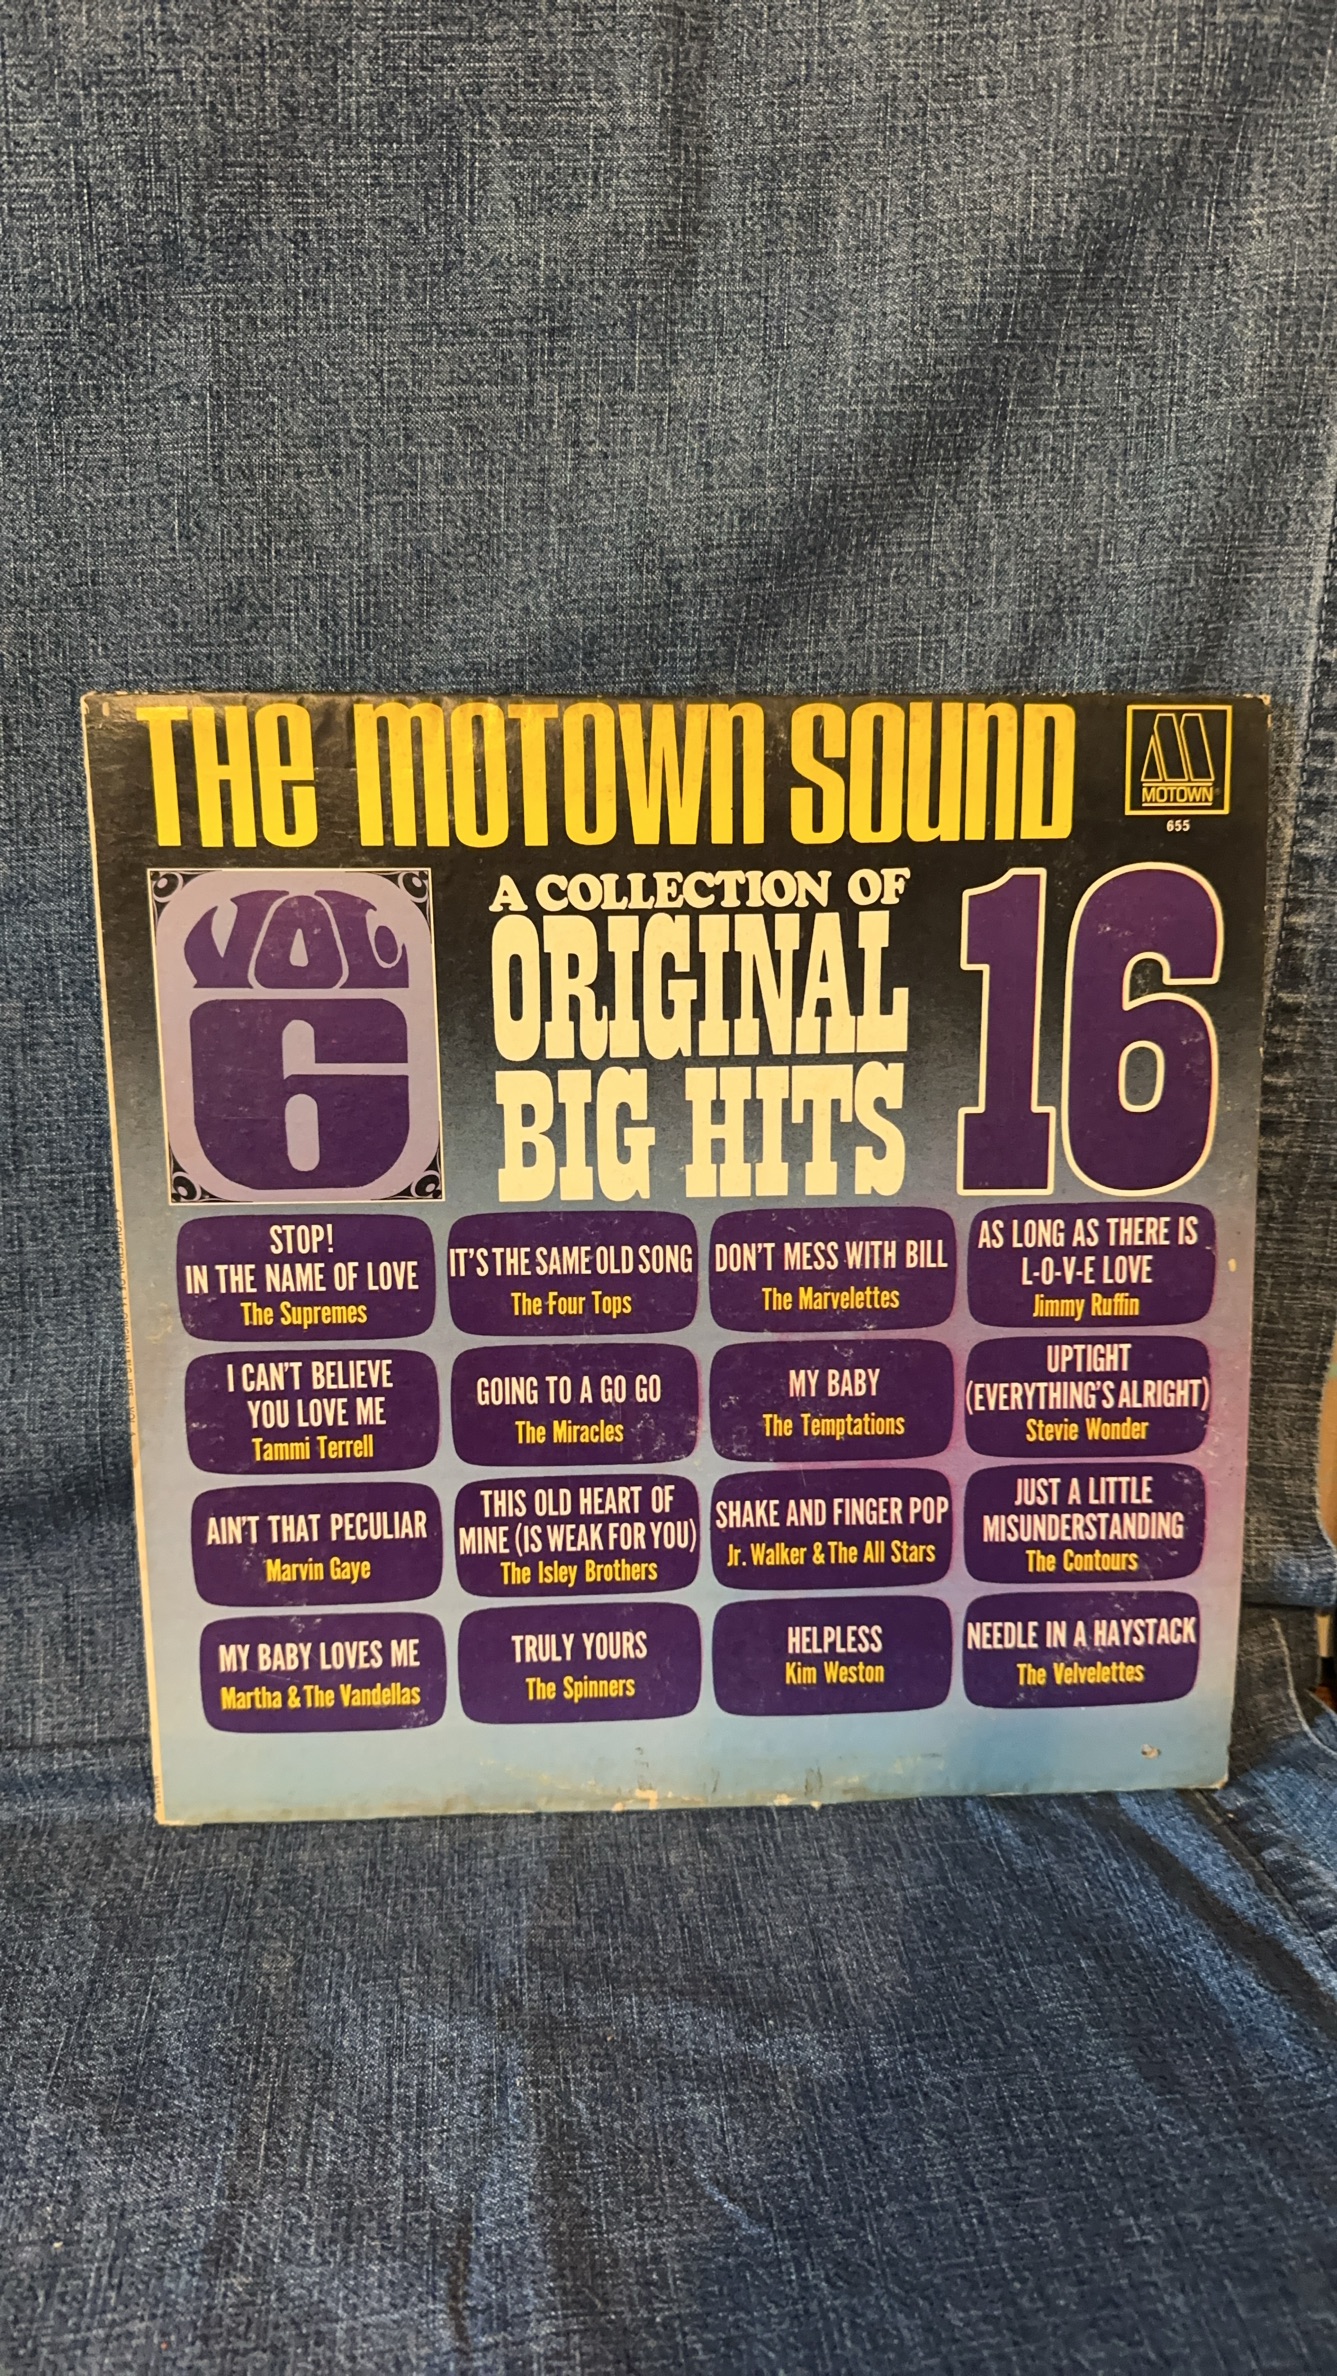 THE MOTOWN SOUND
MOTOWN
655
VOL.
6
A COLLECTION OF
ORIGINAL
BIG HITS
16
STOP!
IN THE NAME OF LOVE
The Supremes
IT'S THE SAME OLD SONG
The Four Tops
DON'T MESS WITH BILL
The Marvelettes
AS LONG AS THERE IS
L-O-V-E LOVE
Jimmy Ruffin
I CAN'T BELIEVE
YOU LOVE ME
Tammi Terrell
GOING TO A GO GO
The Miracles
MY BABY
The Temptations
UPTIGHT
(EVERYTHING'S ALRIGHT)
Stevie Wonder
AIN'T THAT PECULIAR
Marvin Gaye
THIS OLD HEART OF
MINE (IS WEAK FOR YOU)
The Isley Brothers
SHAKE AND FINGER POP
Jr. Walker & The All Stars
JUST A LITTLE
MISUNDERSTANDING
The Contours
MY BABY LOVES ME
Martha & The Vandellas
TRULY YOURS
The Spinners
HELPLESS
Kim Weston
NEEDLE IN A HAYSTACK
The Velvelettes